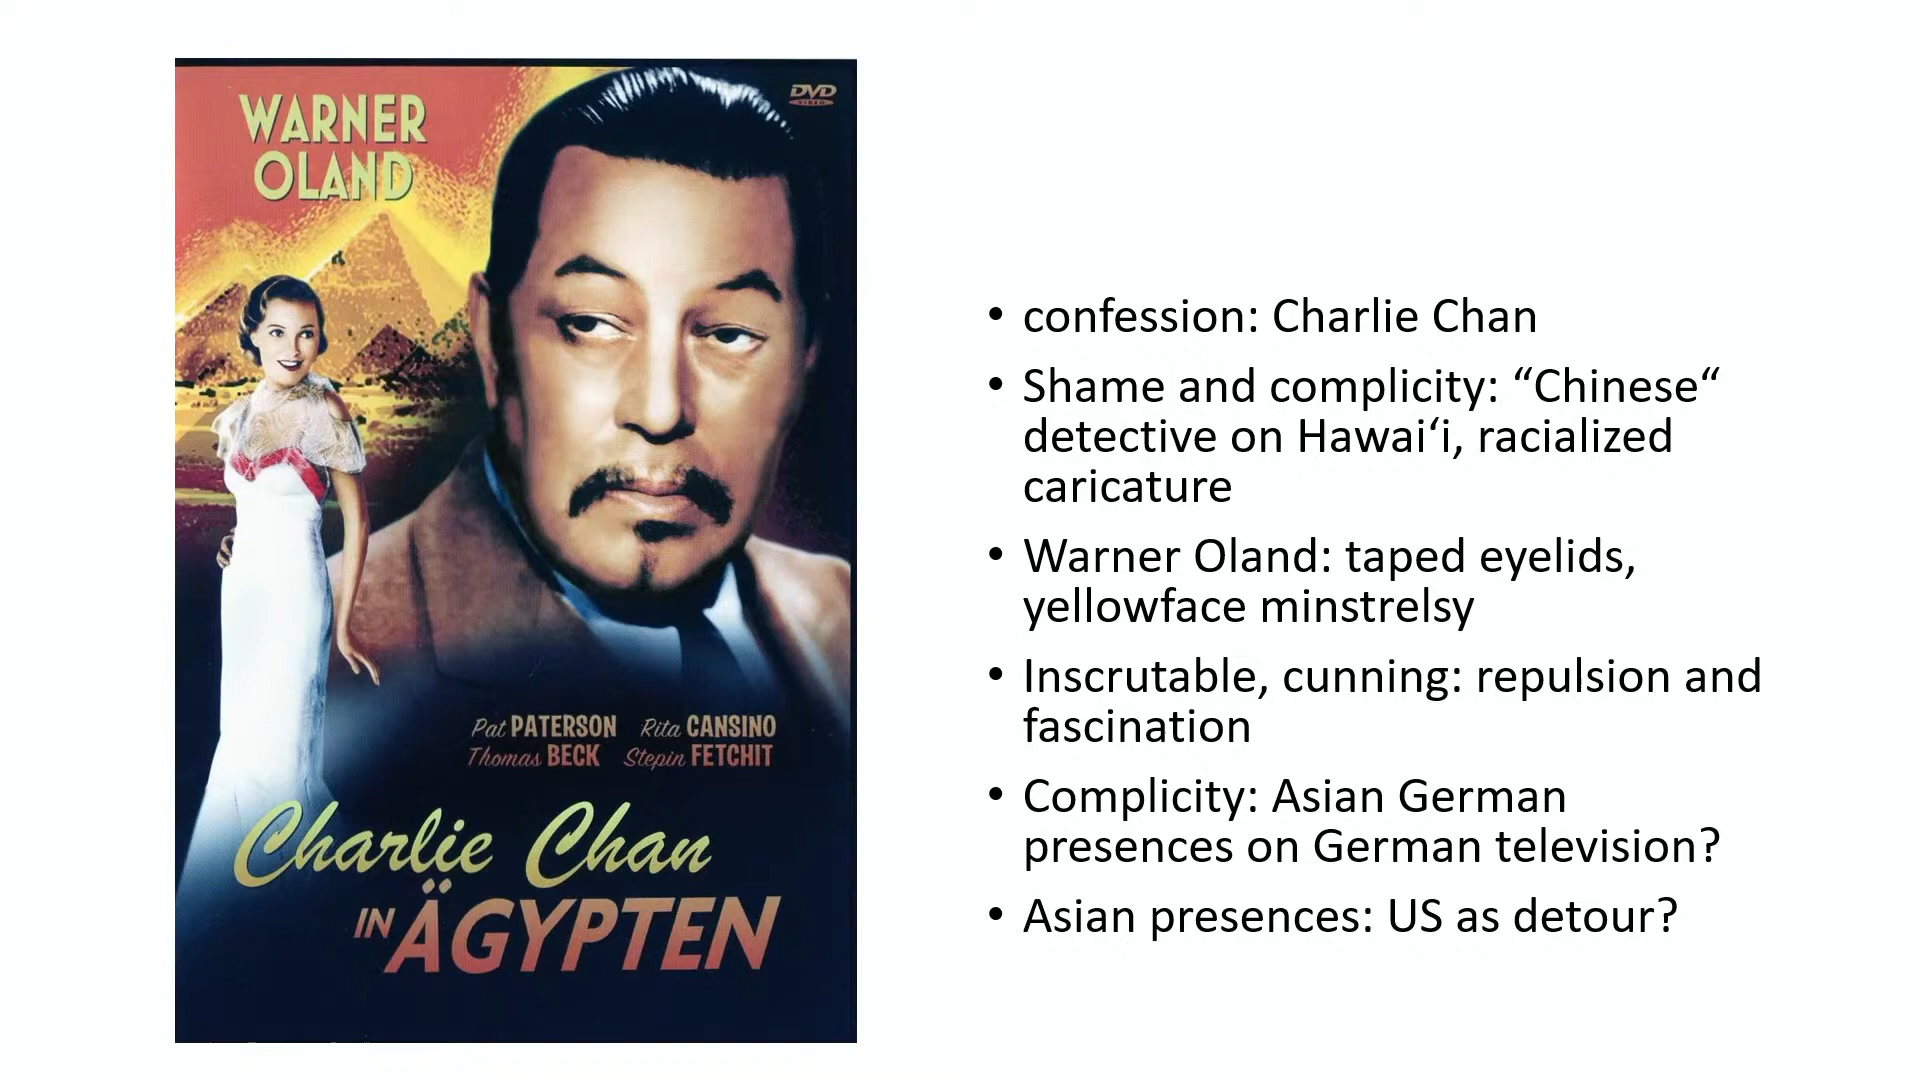 WARNER
OLAND
DVD
VIDEO
Pat PATERSON Rita CANSINO
Thomas BECK Stepin FETCHIT
Charlie Chan
IN ÄGYPTEN
• confession: Charlie Chan
• Shame and complicity: “Chinese“
detective on Hawai‘i, racialized
caricature
• Warner Oland: taped eyelids,
yellowface minstrelsy
• Inscrutable, cunning: repulsion and
fascination
• Complicity: Asian German
presences on German television?
• Asian presences: US as detour?